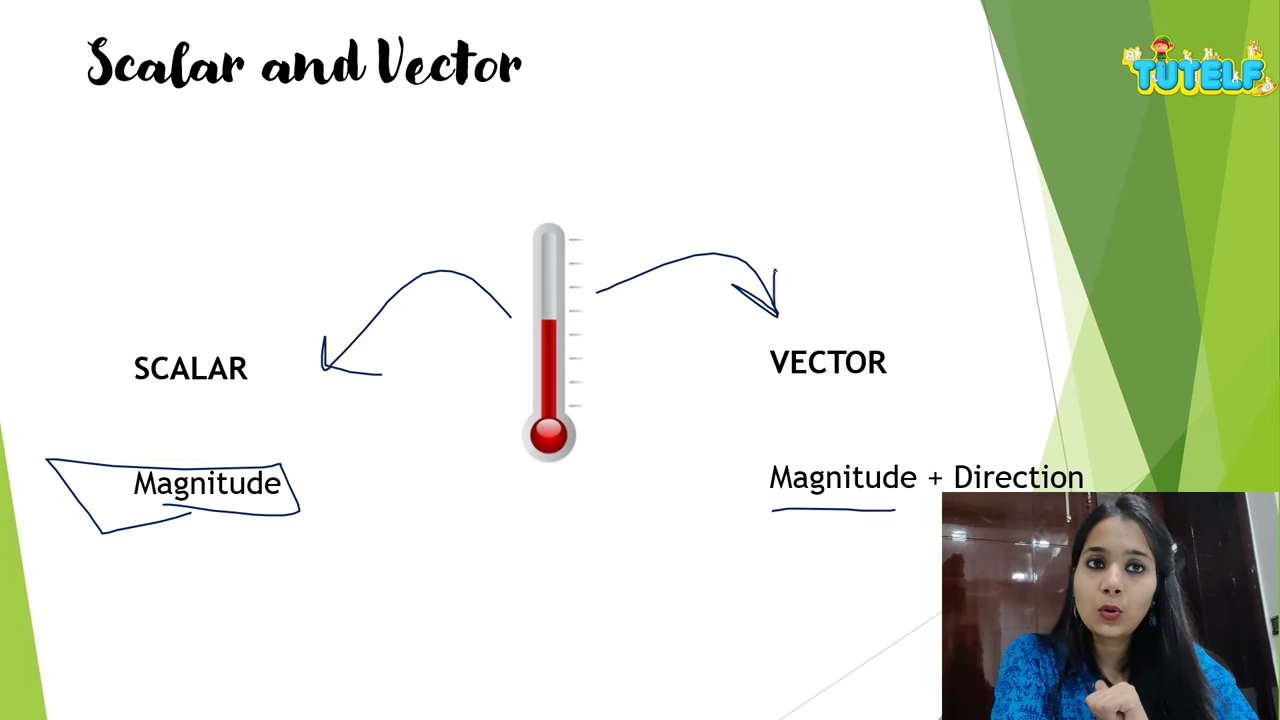 Scalar and Vector
TUTELF
SCALAR
VECTOR
Magnitude
Magnitude + Direction